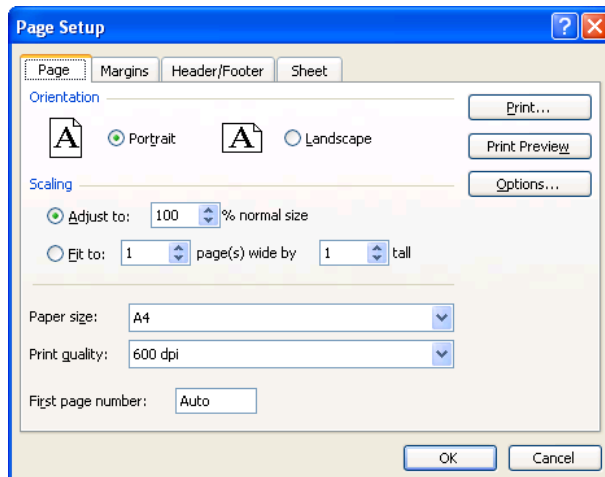 Page Setup
Page Margins Header/Footer Sheet
Orientation
Print...
A Portrait A Landscape
Print Preview
Scaling
Options...
Adjust to: 100 % normal size
Fit to: 1 page(s) wide by 1 tall
Paper size: A4
Print quality: 600 dpi
First page number: Auto
OK Cancel